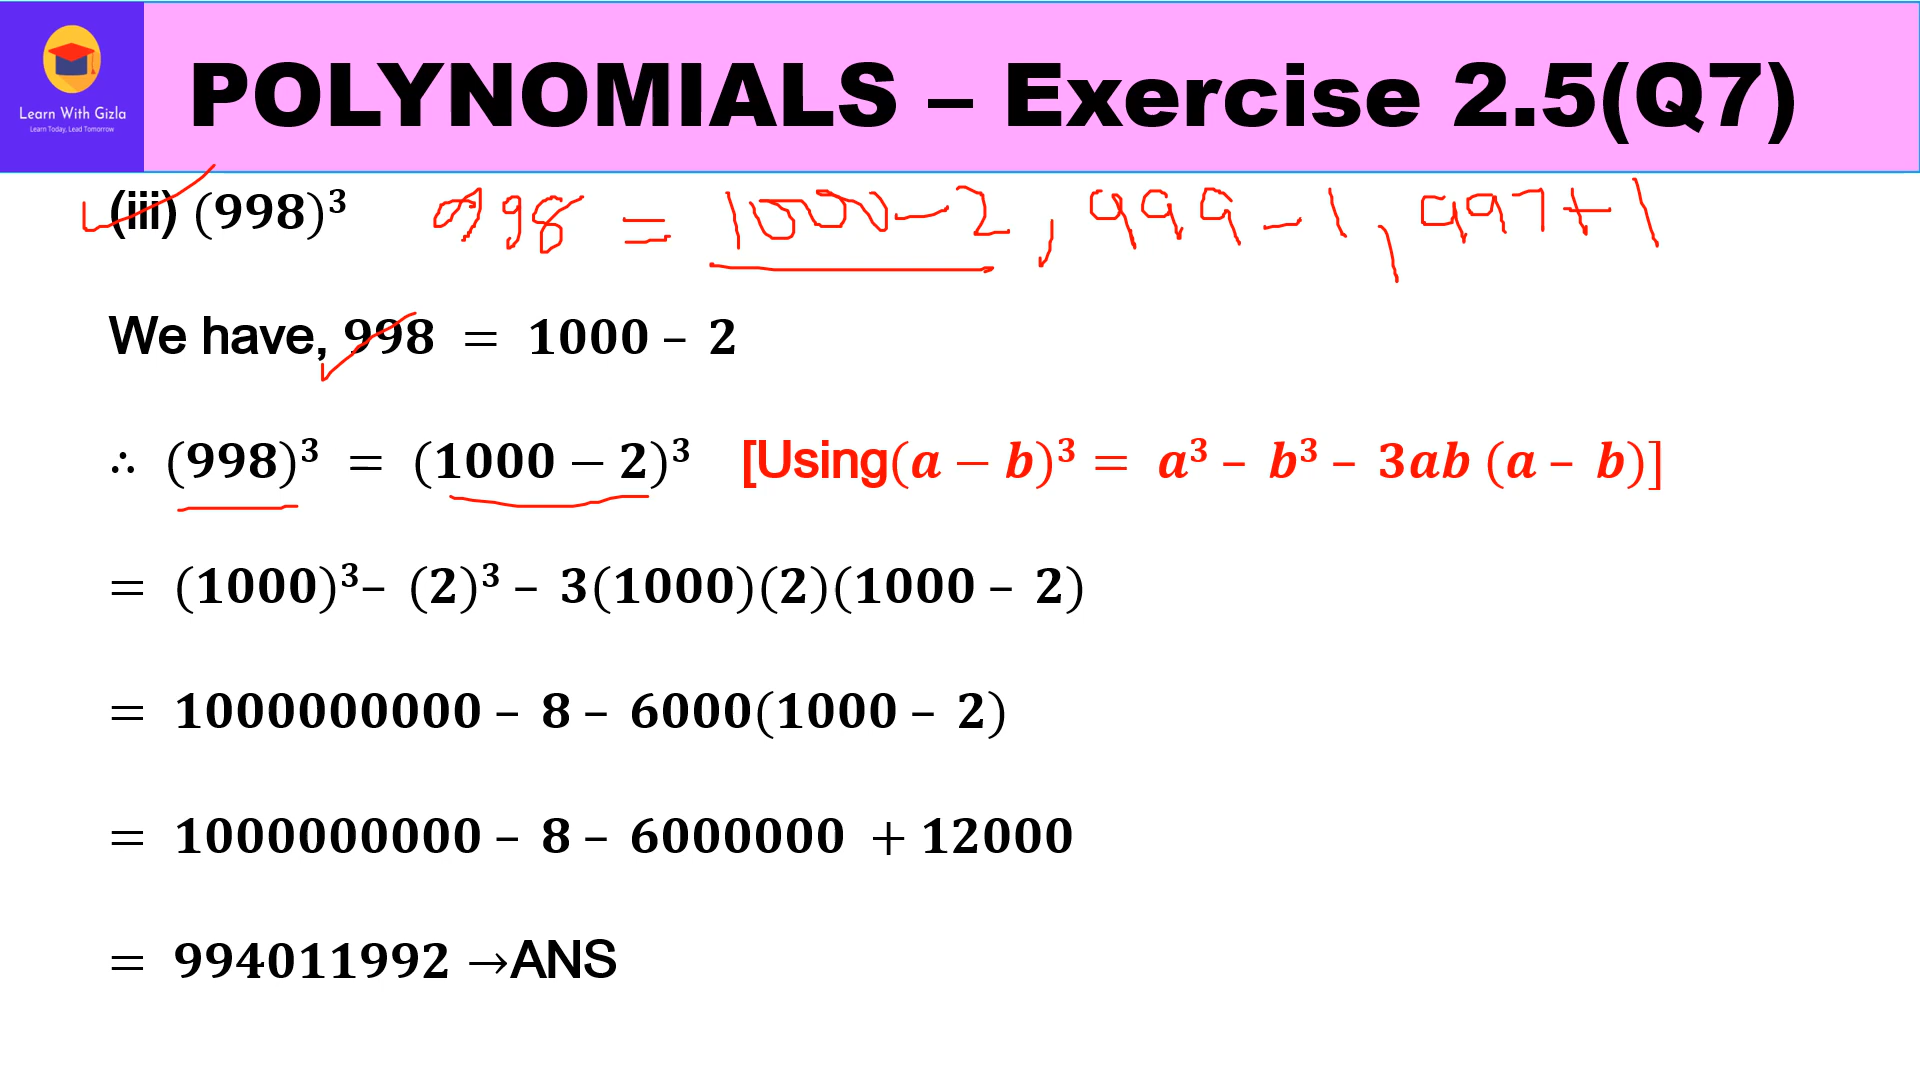 POLYNOMIALS – Exercise 2.5(Q7)
Learn With Gizla
Learn Today, Lead Tomorrow
(iii) (998)³ 998 = 1000-2, 999-1, 997+1
We have, 998 = 1000 – 2
∴ (998)³ = (1000 − 2)³ [Using(a − b)³ = a³ – b³ – 3ab (a – b)]
= (1000)³– (2)³ – 3(1000)(2)(1000 – 2)
= 1000000000 – 8 – 6000(1000 – 2)
= 1000000000 – 8 – 6000000 + 12000
= 994011992 →ANS